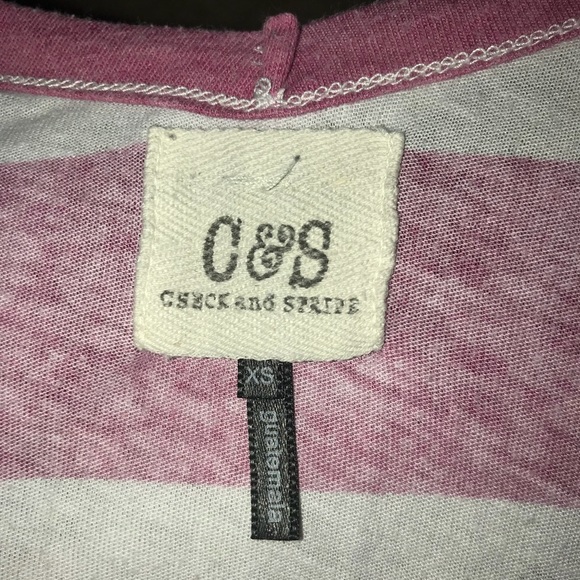 C&S
CHECK and STRIPE
XS
guatemala